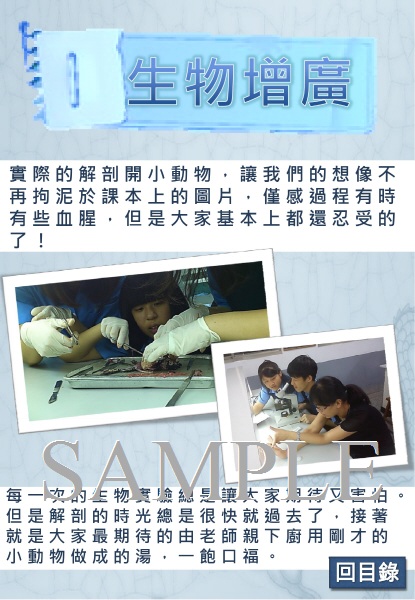 生物增廣
實際的解剖開小動物，讓我們的想像不
再拘泥於課本上的圖片，僅感過程有時
有些血腥，但是大家基本上都還忍受的
了！
SAMPLE
每一次的生物實驗總是讓大家期待又害怕。
但是解剖的時光總是很快就過去了，接著
就是大家最期待的由老師親下廚用剛才的
小動物做成的湯，一飽口福。
回目錄